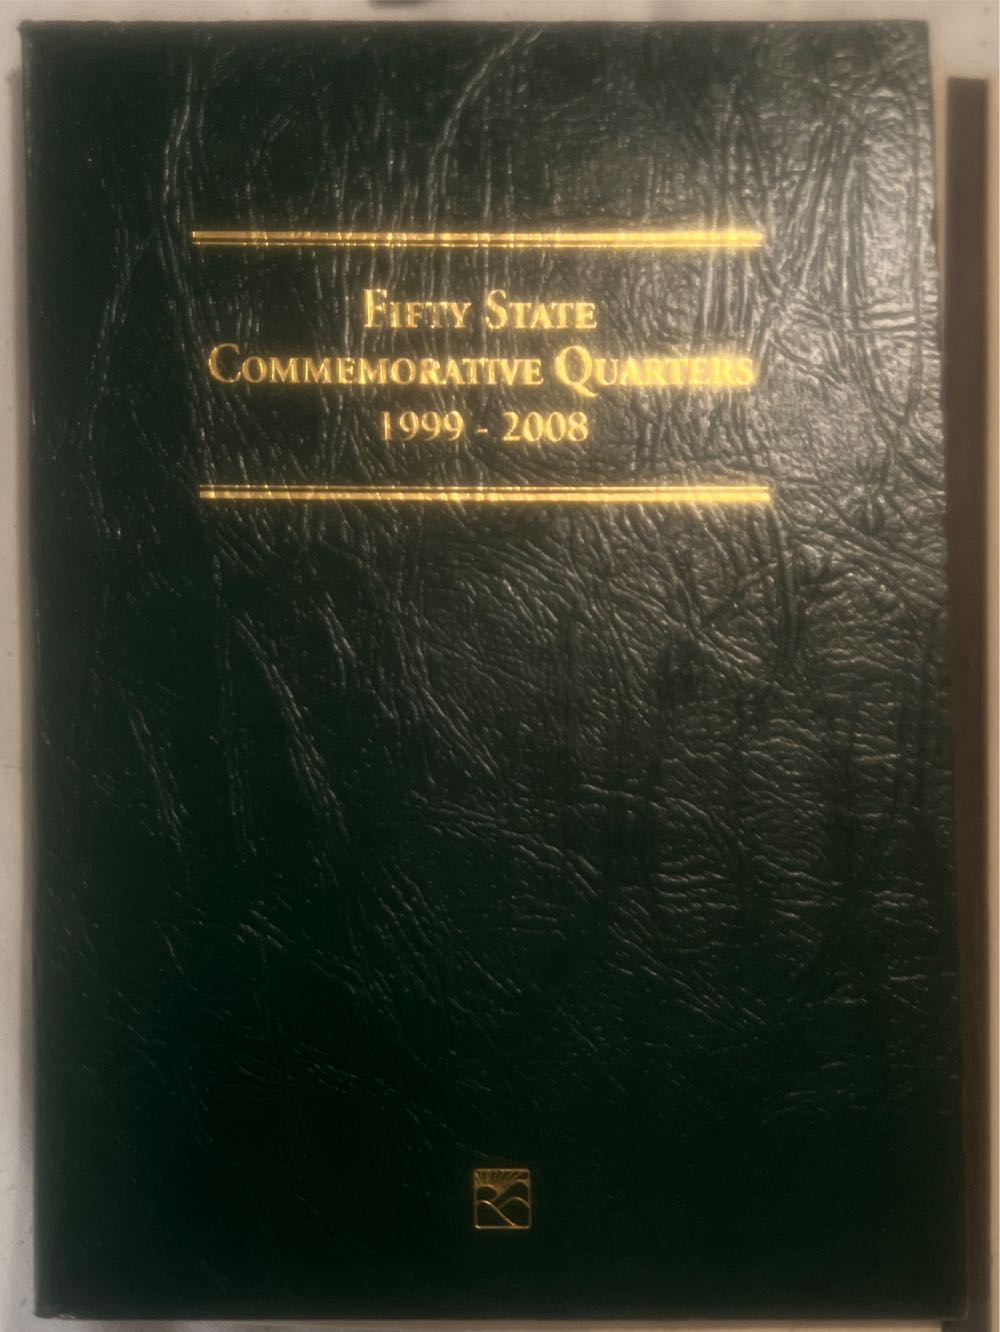 Fifty State
Commemorative Quarters
1999 - 2008